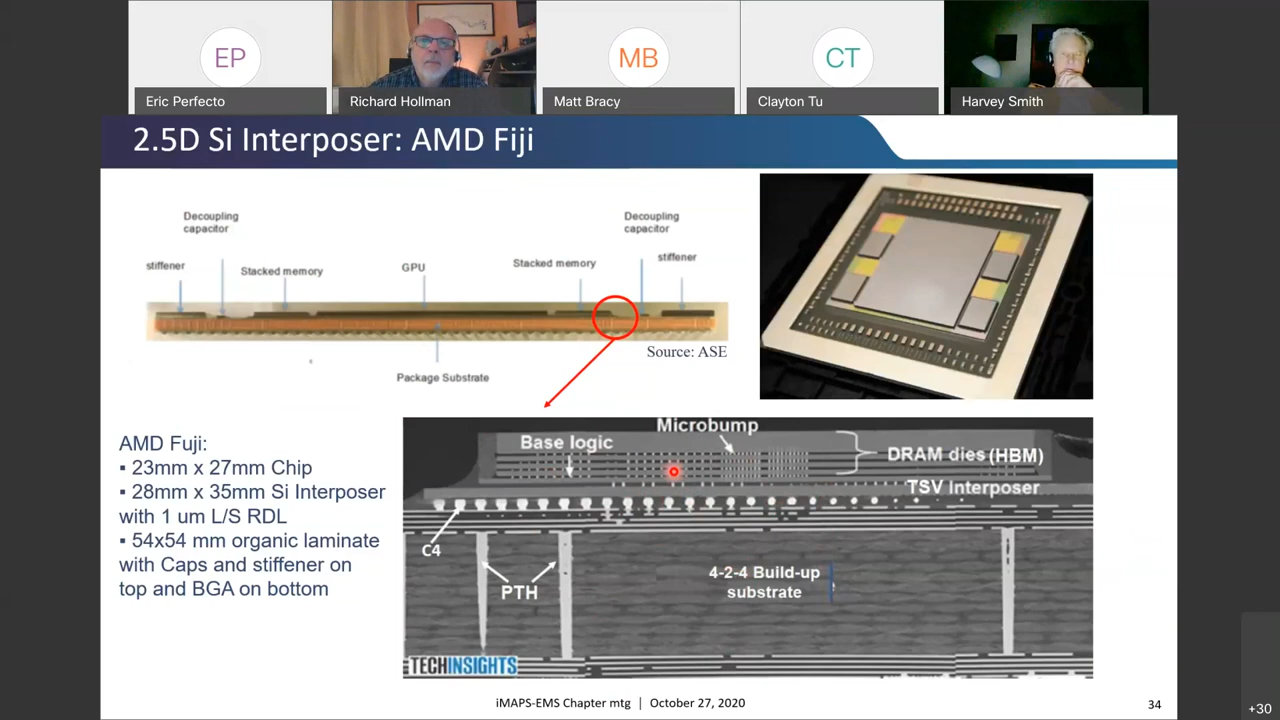 EP
MB
CT
Eric Perfecto
Richard Hollman
Matt Bracy
Clayton Tu
Harvey Smith
2.5D Si Interposer: AMD Fiji
Decoupling
capacitor
Decoupling
capacitor
stiffener
Stacked memory
GPU
Stacked memory
stiffener
Source: ASE
Package Substrate
AMD Fuji:
▪ 23mm x 27mm Chip
▪ 28mm x 35mm Si Interposer
with 1 um L/S RDL
▪ 54x54 mm organic laminate
with Caps and stiffener on
top and BGA on bottom
Microbump
Base logic
DRAM dies (HBM)
TSV Interposer
C4
PTH
4-2-4 Build-up
substrate
TECHINSIGHTS
iMAPS-EMS Chapter mtg | October 27, 2020
34
+30